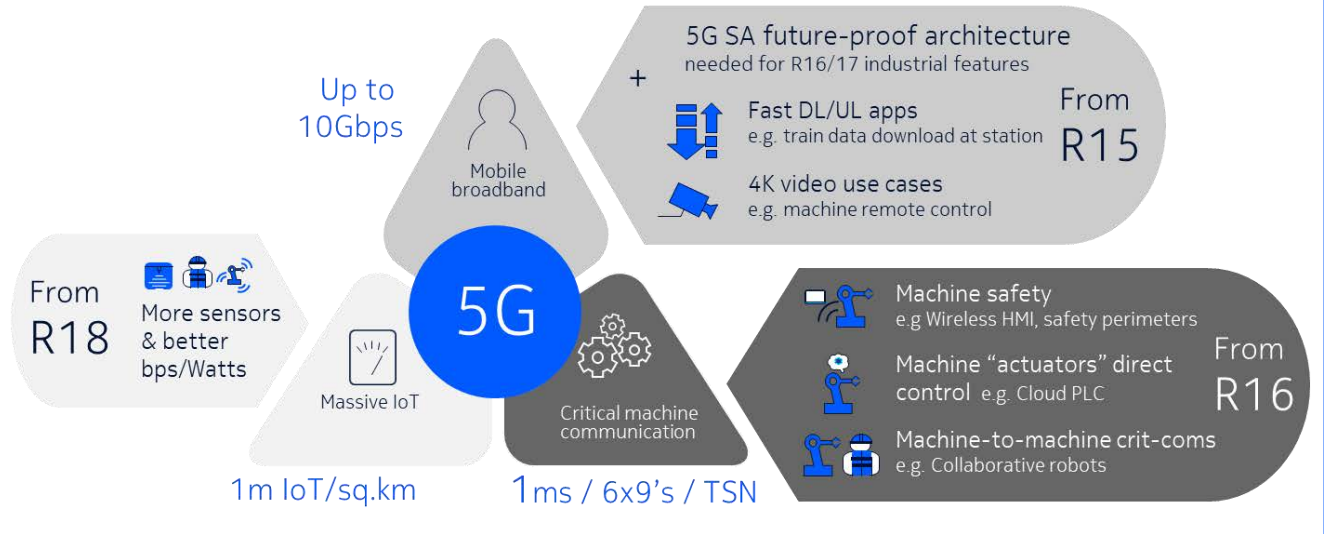 5G SA future-proof architecture
needed for R16/17 industrial features
+
Fast DL/UL apps
e.g. train data download at station
4K video use cases
e.g. machine remote control
From
R15
Up to
10Gbps
Mobile
broadband
From
R18
More sensors
& better
bps/Watts
Massive IoT
1m IoT/sq.km
5G
Critical machine
communication
1ms / 6x9's / TSN
Machine safety
e.g Wireless HMI, safety perimeters
Machine “actuators” direct
control e.g. Cloud PLC
Machine-to-machine crit-coms
e.g. Collaborative robots
From
R16